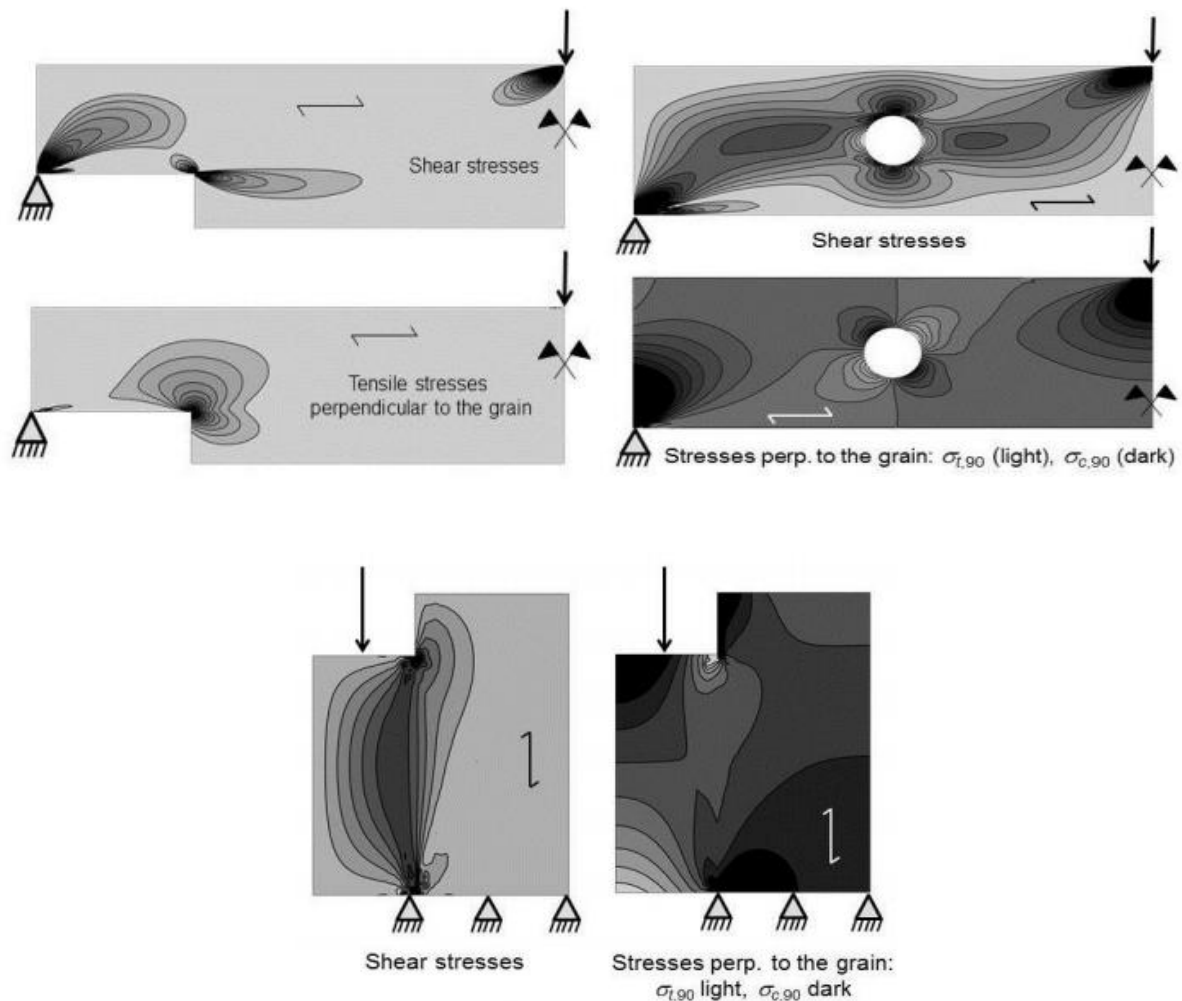 Shear stresses
Shear stresses
Tensile stresses
perpendicular to the grain
Stresses perp. to the grain: σt,90 (light), σc,90 (dark)
Shear stresses
Stresses perp. to the grain:
σt,90 light, σc,90 dark